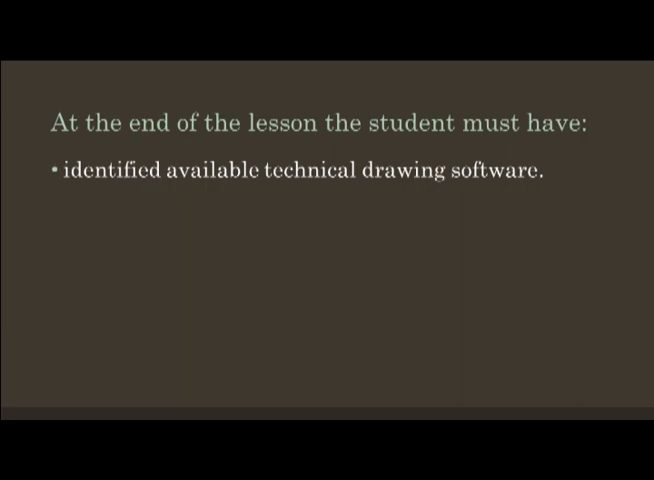 At the end of the lesson the student must have:
• identified available technical drawing software.